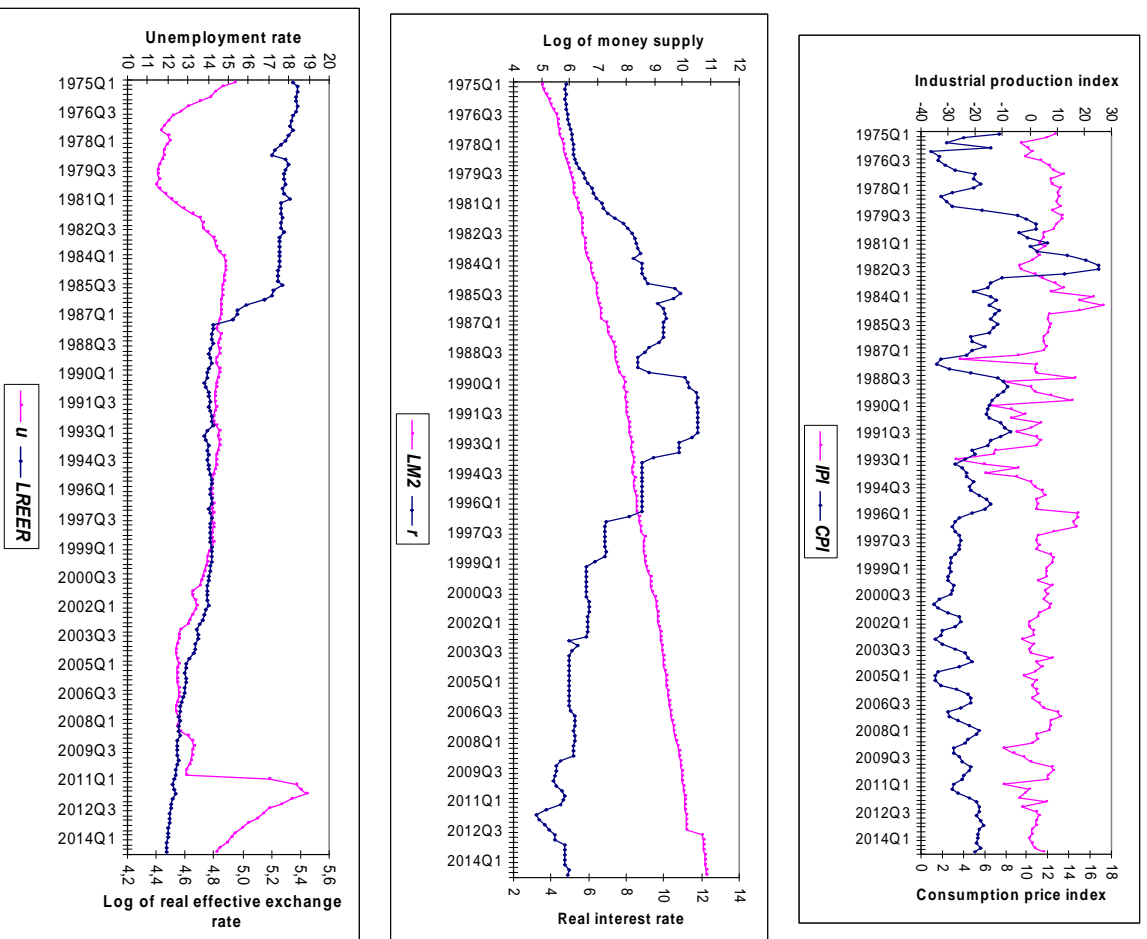 Unemployment rate
10 11 12 13 14 15 16 17 18 19 20
1975Q1
1976Q3
1978Q1
1979Q3
1981Q1
1982Q3
1984Q1
1985Q3
1987Q1
1988Q3
1990Q1
1991Q3
1993Q1
1994Q3
1996Q1
1997Q3
1999Q1
2000Q3
2002Q1
2003Q3
2005Q1
2006Q3
2008Q1
2009Q3
2011Q1
2012Q3
2014Q1
4,2 4,4 4,6 4,8 5,0 5,2 5,4 5,6
Log of real effective exchange
rate
u LREER
Log of money supply
4 5 6 7 8 9 10 11 12
1975Q1
1976Q3
1978Q1
1979Q3
1981Q1
1982Q3
1984Q1
1985Q3
1987Q1
1988Q3
1990Q1
1991Q3
1993Q1
1994Q3
1996Q1
1997Q3
1999Q1
2000Q3
2002Q1
2003Q3
2005Q1
2006Q3
2008Q1
2009Q3
2011Q1
2012Q3
2014Q1
2 4 6 8 10 12 14
Real interest rate
LM2 r
Industrial production index
-40 -30 -20 -10 0 10 20 30
1975Q1
1976Q3
1978Q1
1979Q3
1981Q1
1982Q3
1984Q1
1985Q3
1987Q1
1988Q3
1990Q1
1991Q3
1993Q1
1994Q3
1996Q1
1997Q3
1999Q1
2000Q3
2002Q1
2003Q3
2005Q1
2006Q3
2008Q1
2009Q3
2011Q1
2012Q3
2014Q1
0 2 4 6 8 10 12 14 16 18
Consumption price index
IPI CPI